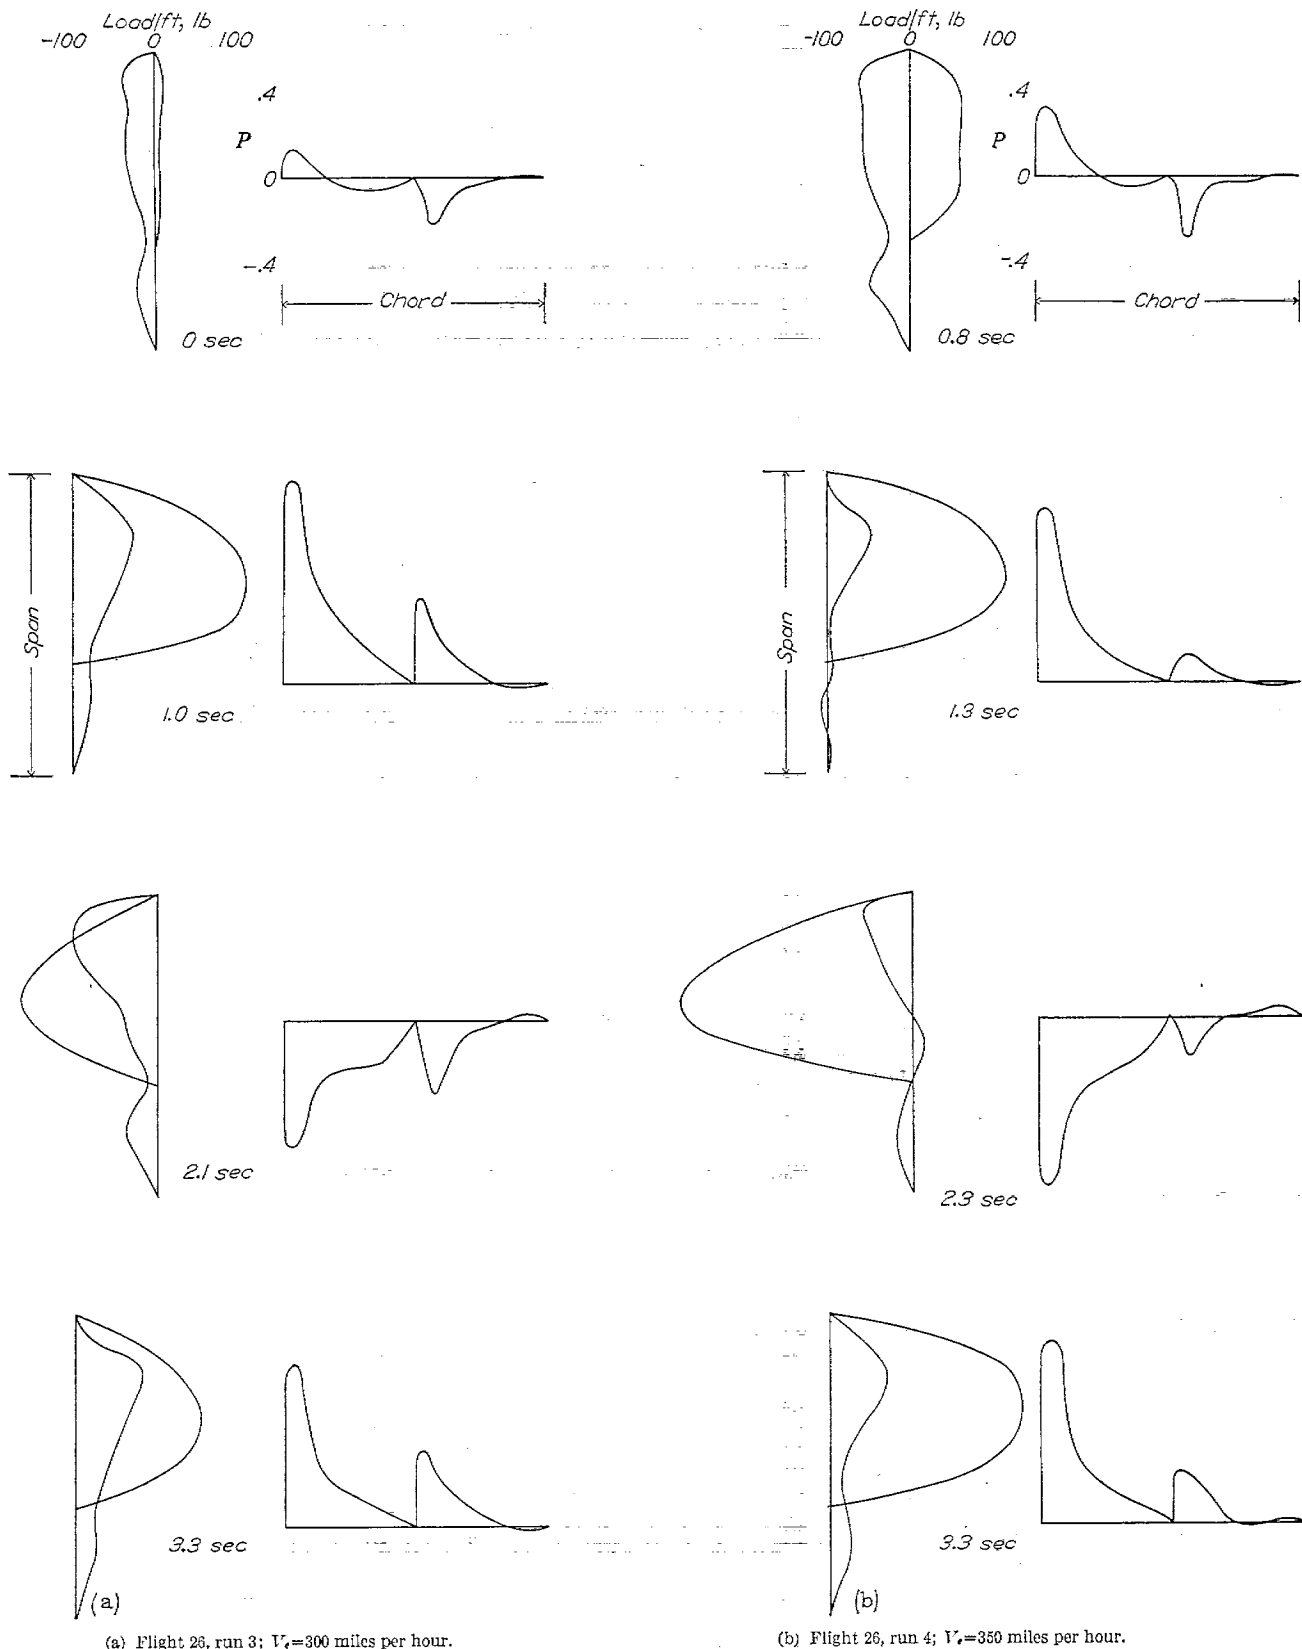 Load/ft, lb
-100 0 100
.4
P
0
-.4
Chord
0 sec
Load/ft, lb
-100 0 100
.4
P
0
-.4
Chord
0.8 sec
Span
1.0 sec
Span
1.3 sec
2.1 sec
2.3 sec
3.3 sec
3.3 sec
(a)
(b)
(a) Flight 26, run 3; Vₑ=300 miles per hour.
(b) Flight 26, run 4; Vₑ=350 miles per hour.